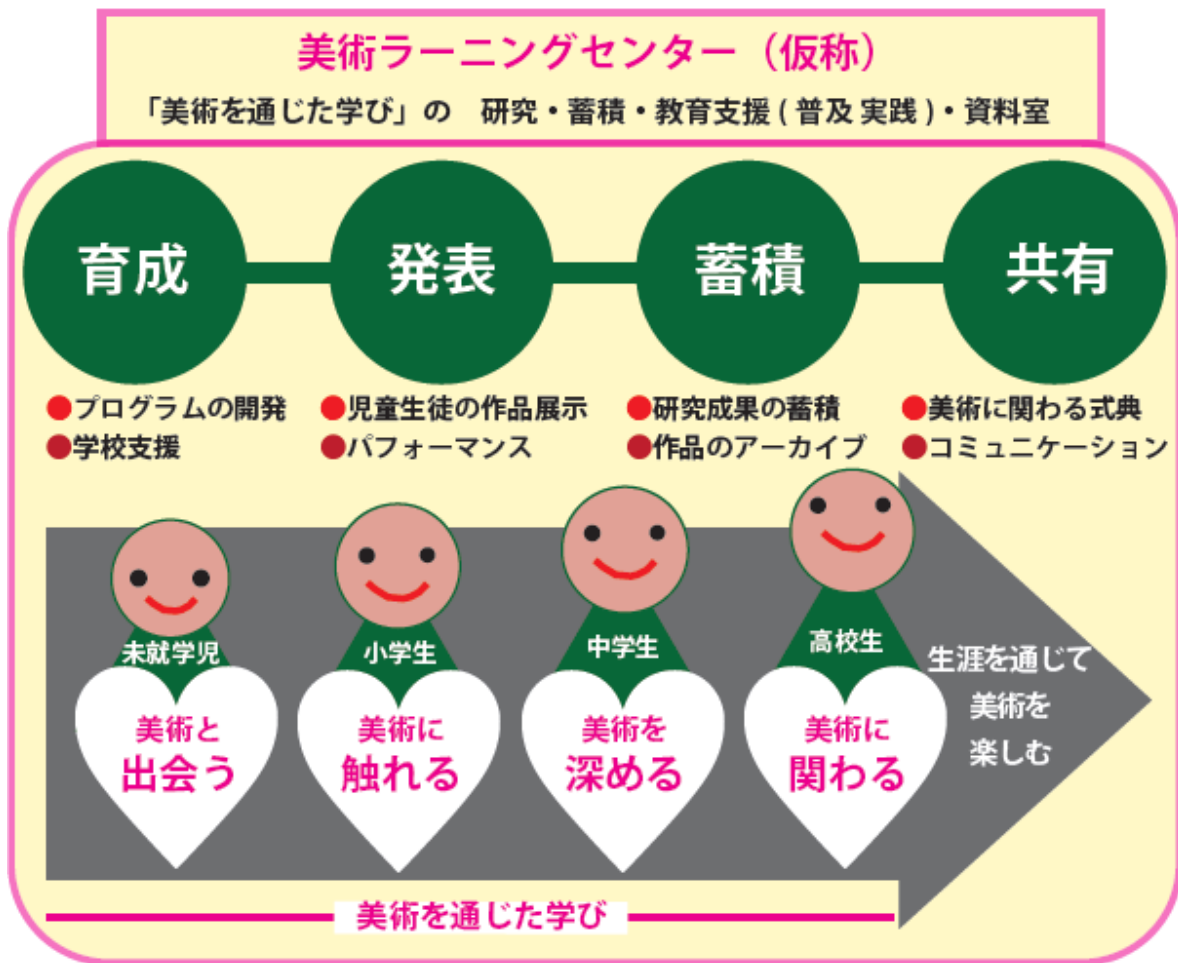 美術ラーニングセンター（仮称）
「美術を通じた学び」の　研究・蓄積・教育支援 ( 普及 実践 )・資料室
育成
発表
蓄積
共有
●プログラムの開発
●学校支援
●児童生徒の作品展示
●パフォーマンス
●研究成果の蓄積
●作品のアーカイブ
●美術に関わる式典
●コミュニケーション
未就学児
美術と
出会う
小学生
美術に
触れる
中学生
美術を
深める
高校生
美術に
関わる
生涯を通じて
美術を
楽しむ
美術を通じた学び